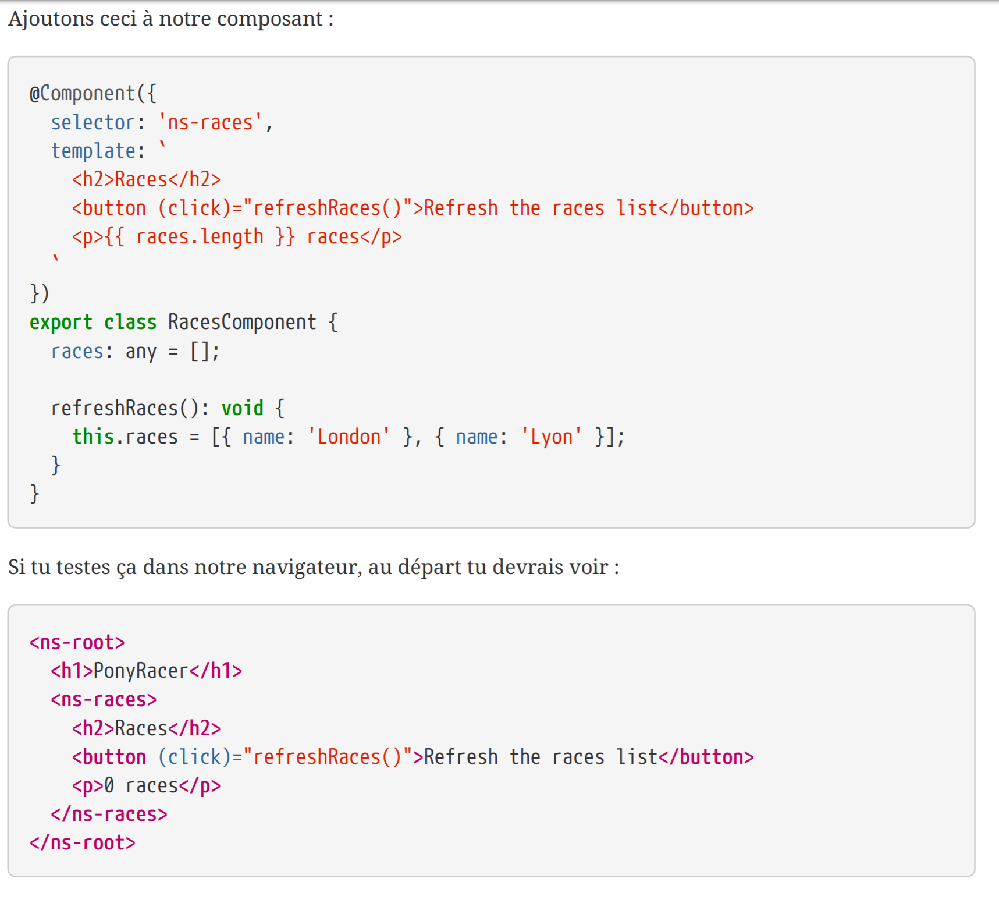 Ajoutons ceci à notre composant :
@Component({
  selector: 'ns-races',
  template: `
    <h2>Races</h2>
    <button (click)="refreshRaces()">Refresh the races list</button>
    <p>{{ races.length }} races</p>
  `
})
export class RacesComponent {
  races: any = [];

  refreshRaces(): void {
    this.races = [{ name: 'London' }, { name: 'Lyon' }];
  }
}
Si tu testes ça dans notre navigateur, au départ tu devrais voir :
<ns-root>
  <h1>PonyRacer</h1>
  <ns-races>
    <h2>Races</h2>
    <button (click)="refreshRaces()">Refresh the races list</button>
    <p>0 races</p>
  </ns-races>
</ns-root>